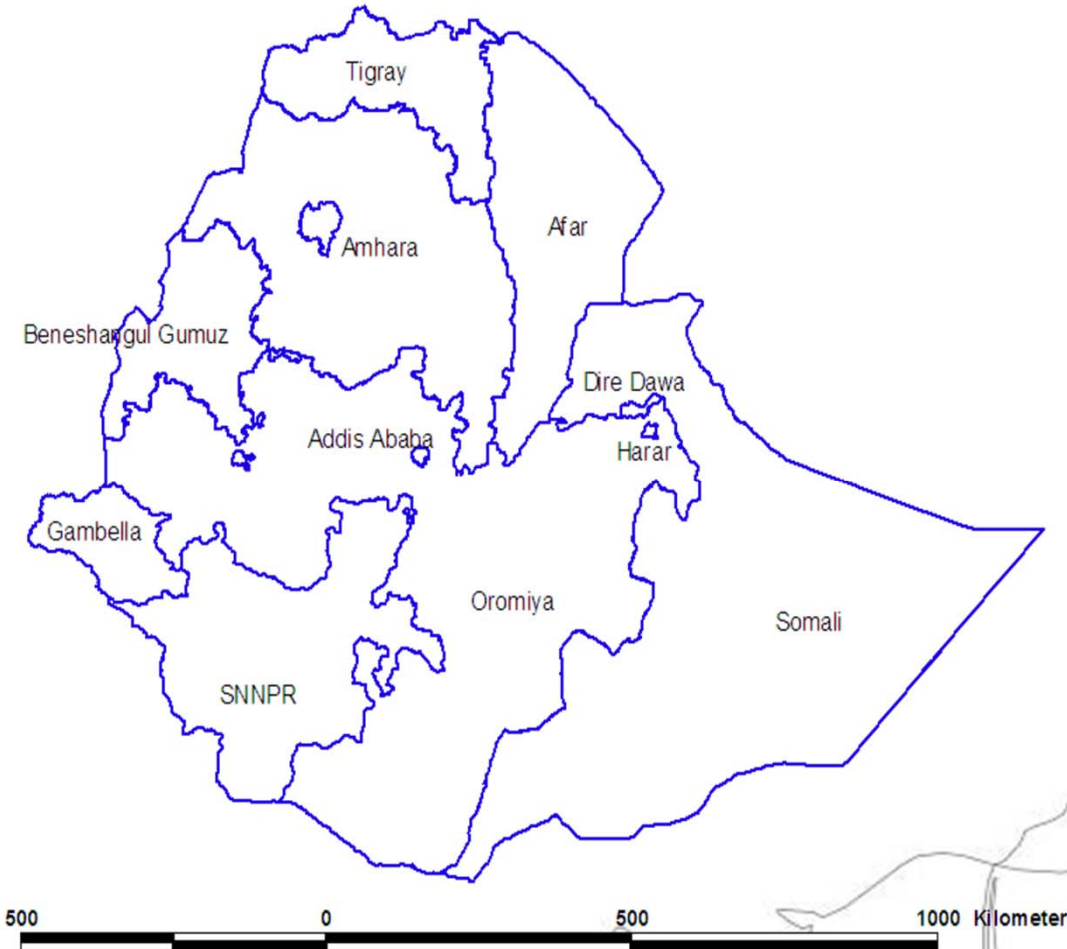 Tigray
Afar
Amhara
Beneshangul Gumuz
Dire Dawa
Addis Ababa
Harar
Gambella
Oromiya
Somali
SNNPR
500 0 500 1000 Kilometer